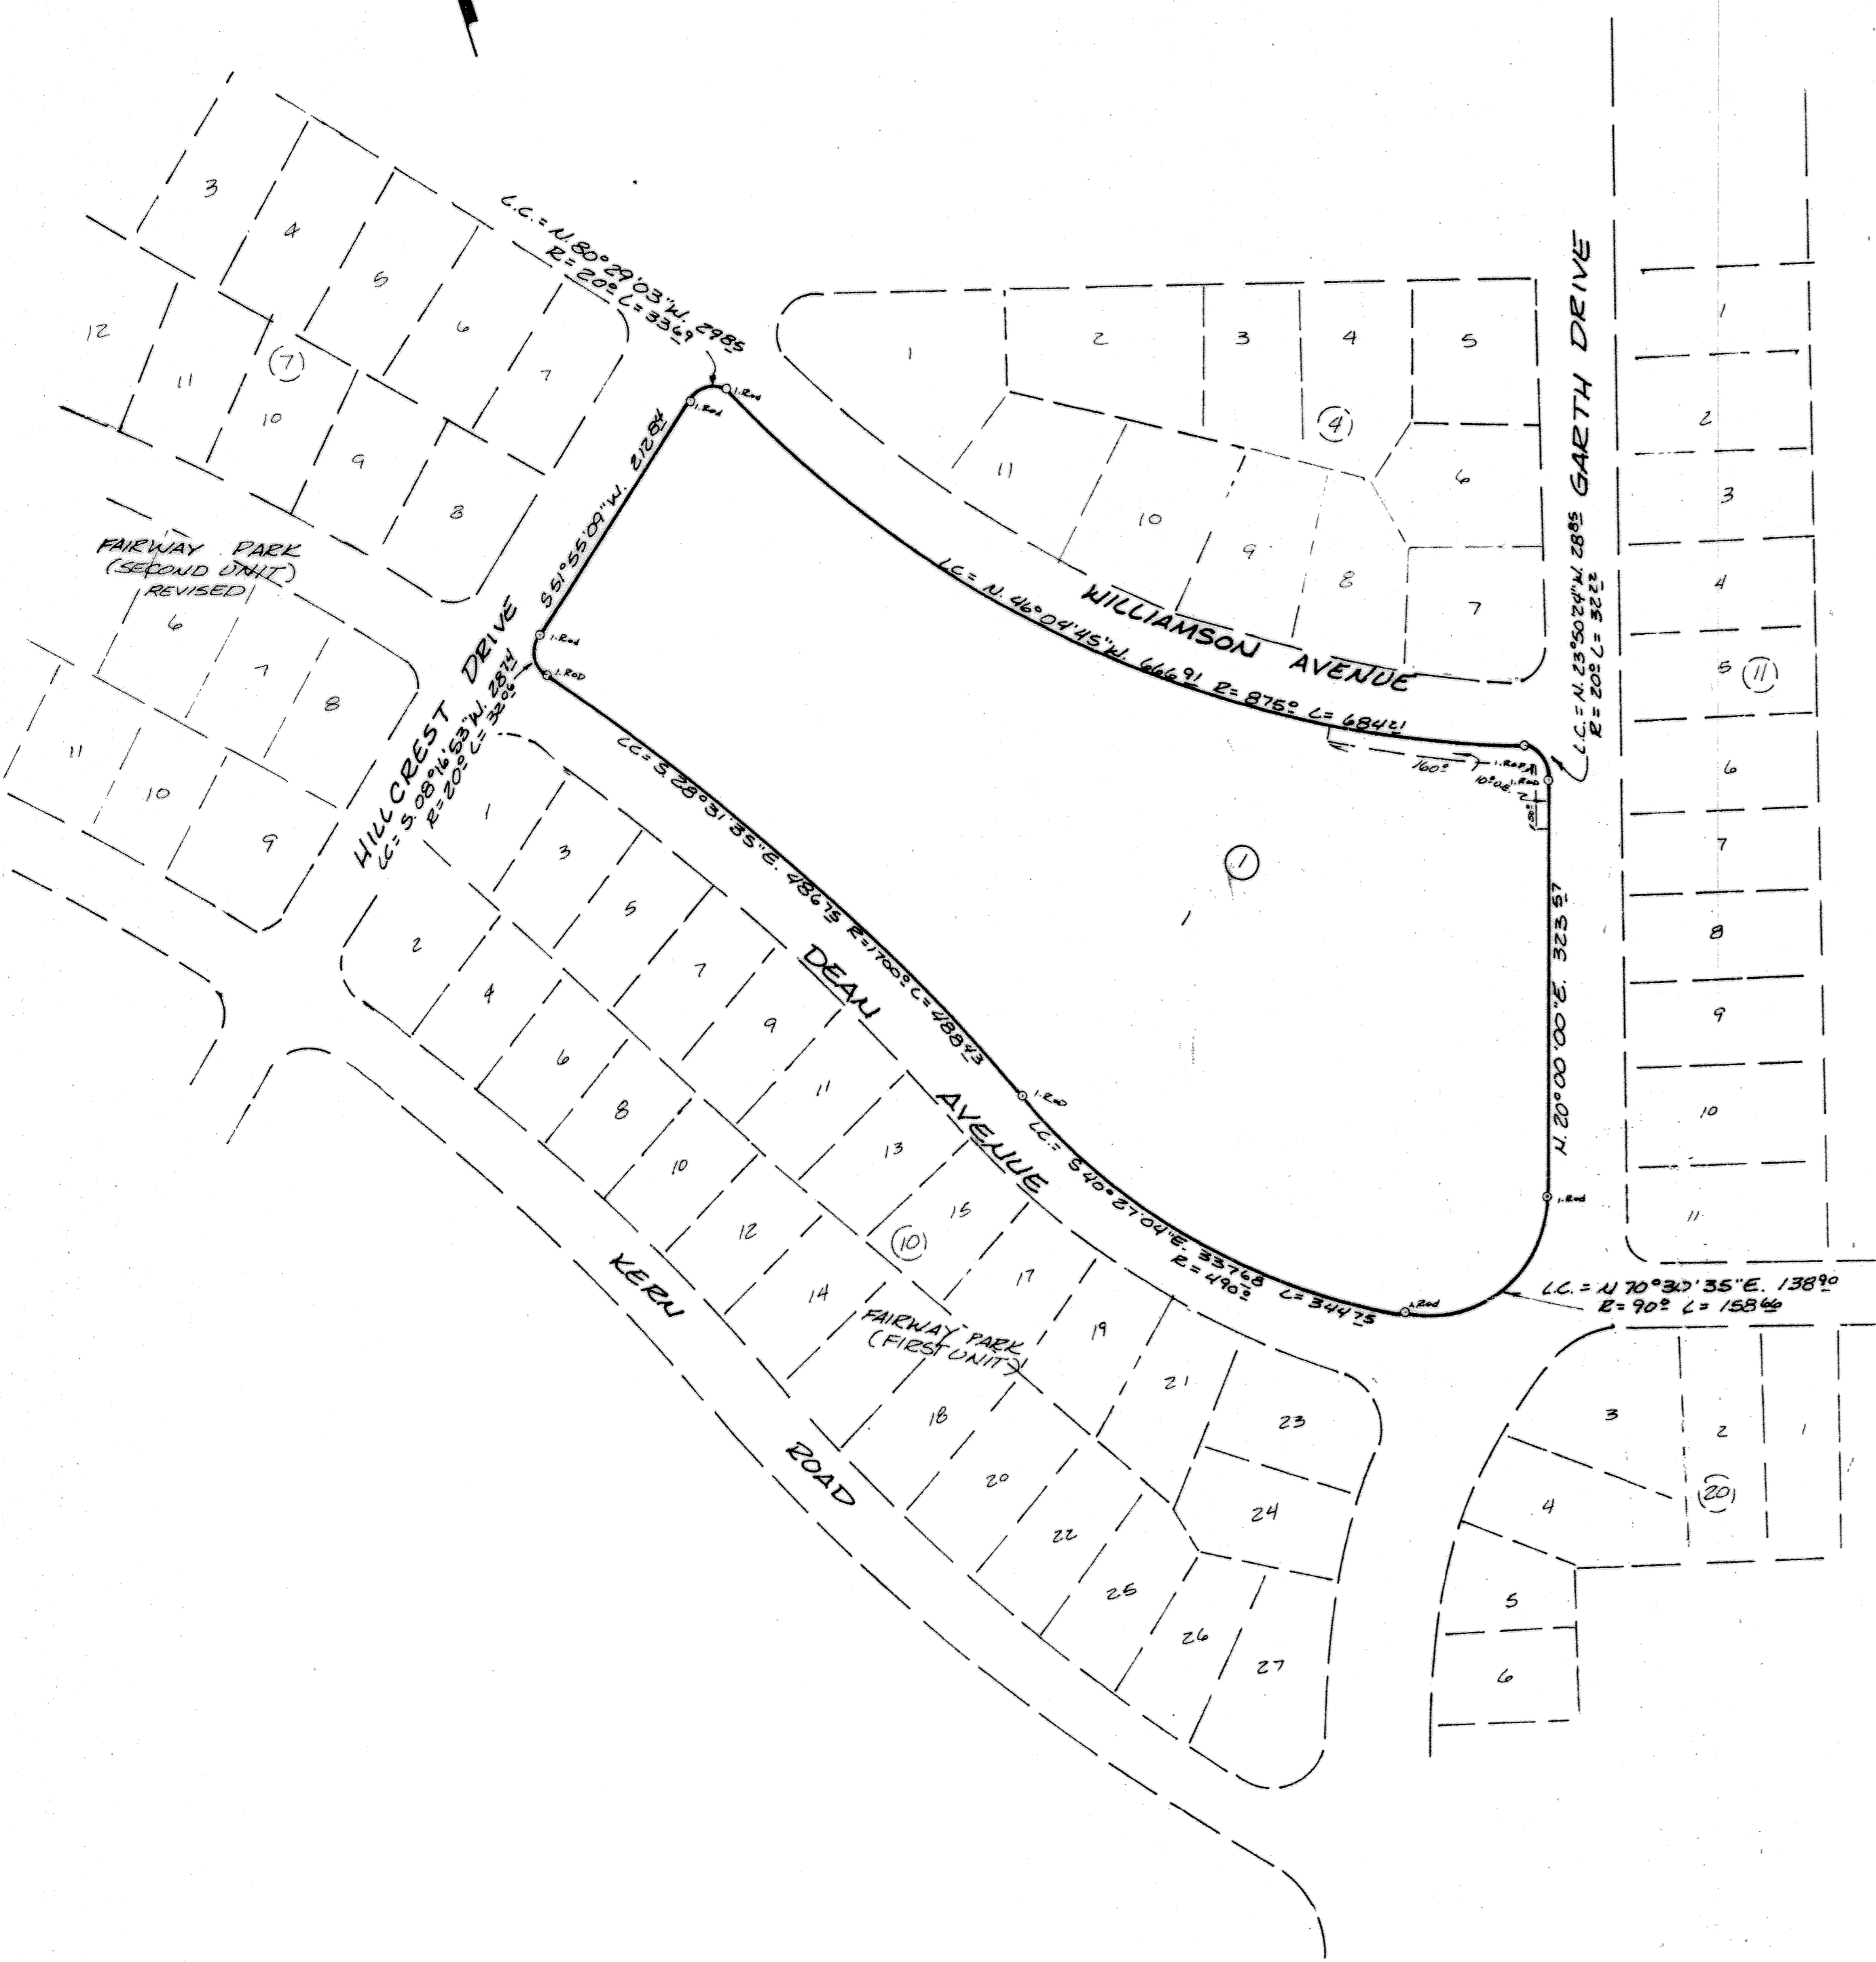 L.C. = N. 80° 29' 03" W. 29 85
R = 20 0 L = 33 69
1. Rod
1. Rod
3
4
5
6
7
12
11
10
9
8
(7)
S 51° 55' 09" W. 212 84
1. Rod
1. ROD
FAIRWAY PARK
(SECOND UNIT)
REVISED
6
7
8
11
10
9
HILLCREST DRIVE
LC = S. 08° 16' 53" W. 28 74
R = 20 0 L = 32 06
1
2
3
4
5
6
7
8
9
10
11
(4)
LC = N. 46° 04' 45" W. 666 91 R = 875 0 L = 684 21
WILLIAMSON AVENUE
GARTH DRIVE
L.C. = N. 23° 50' 24" W. 28 85
R = 20 0 L = 32 22
160 0
1. ROD
1. ROD
10 0 U.E.
1
2
3
4
5
(11)
6
7
8
9
10
11
1
1
N. 20° 00' 00" E. 323 57
1. Rod
L.C. = N 70° 30' 35" E. 138 90
R = 90 0 L = 158 66
LC = S. 28° 31' 35" E. 486 75 R = 1700 0 L = 488 43
1. ROD
LC. = S 40° 27' 04" E. 337 68
R = 490 0 L = 344 75
1. Rod
DEAN
AVENUE
1
2
3
4
5
6
7
8
9
10
11
12
13
14
15
(10)
17
18
19
20
21
22
23
24
25
26
27
FAIRWAY PARK
(FIRST UNIT)
KERN
ROAD
3
2
1
4
(20)
5
6